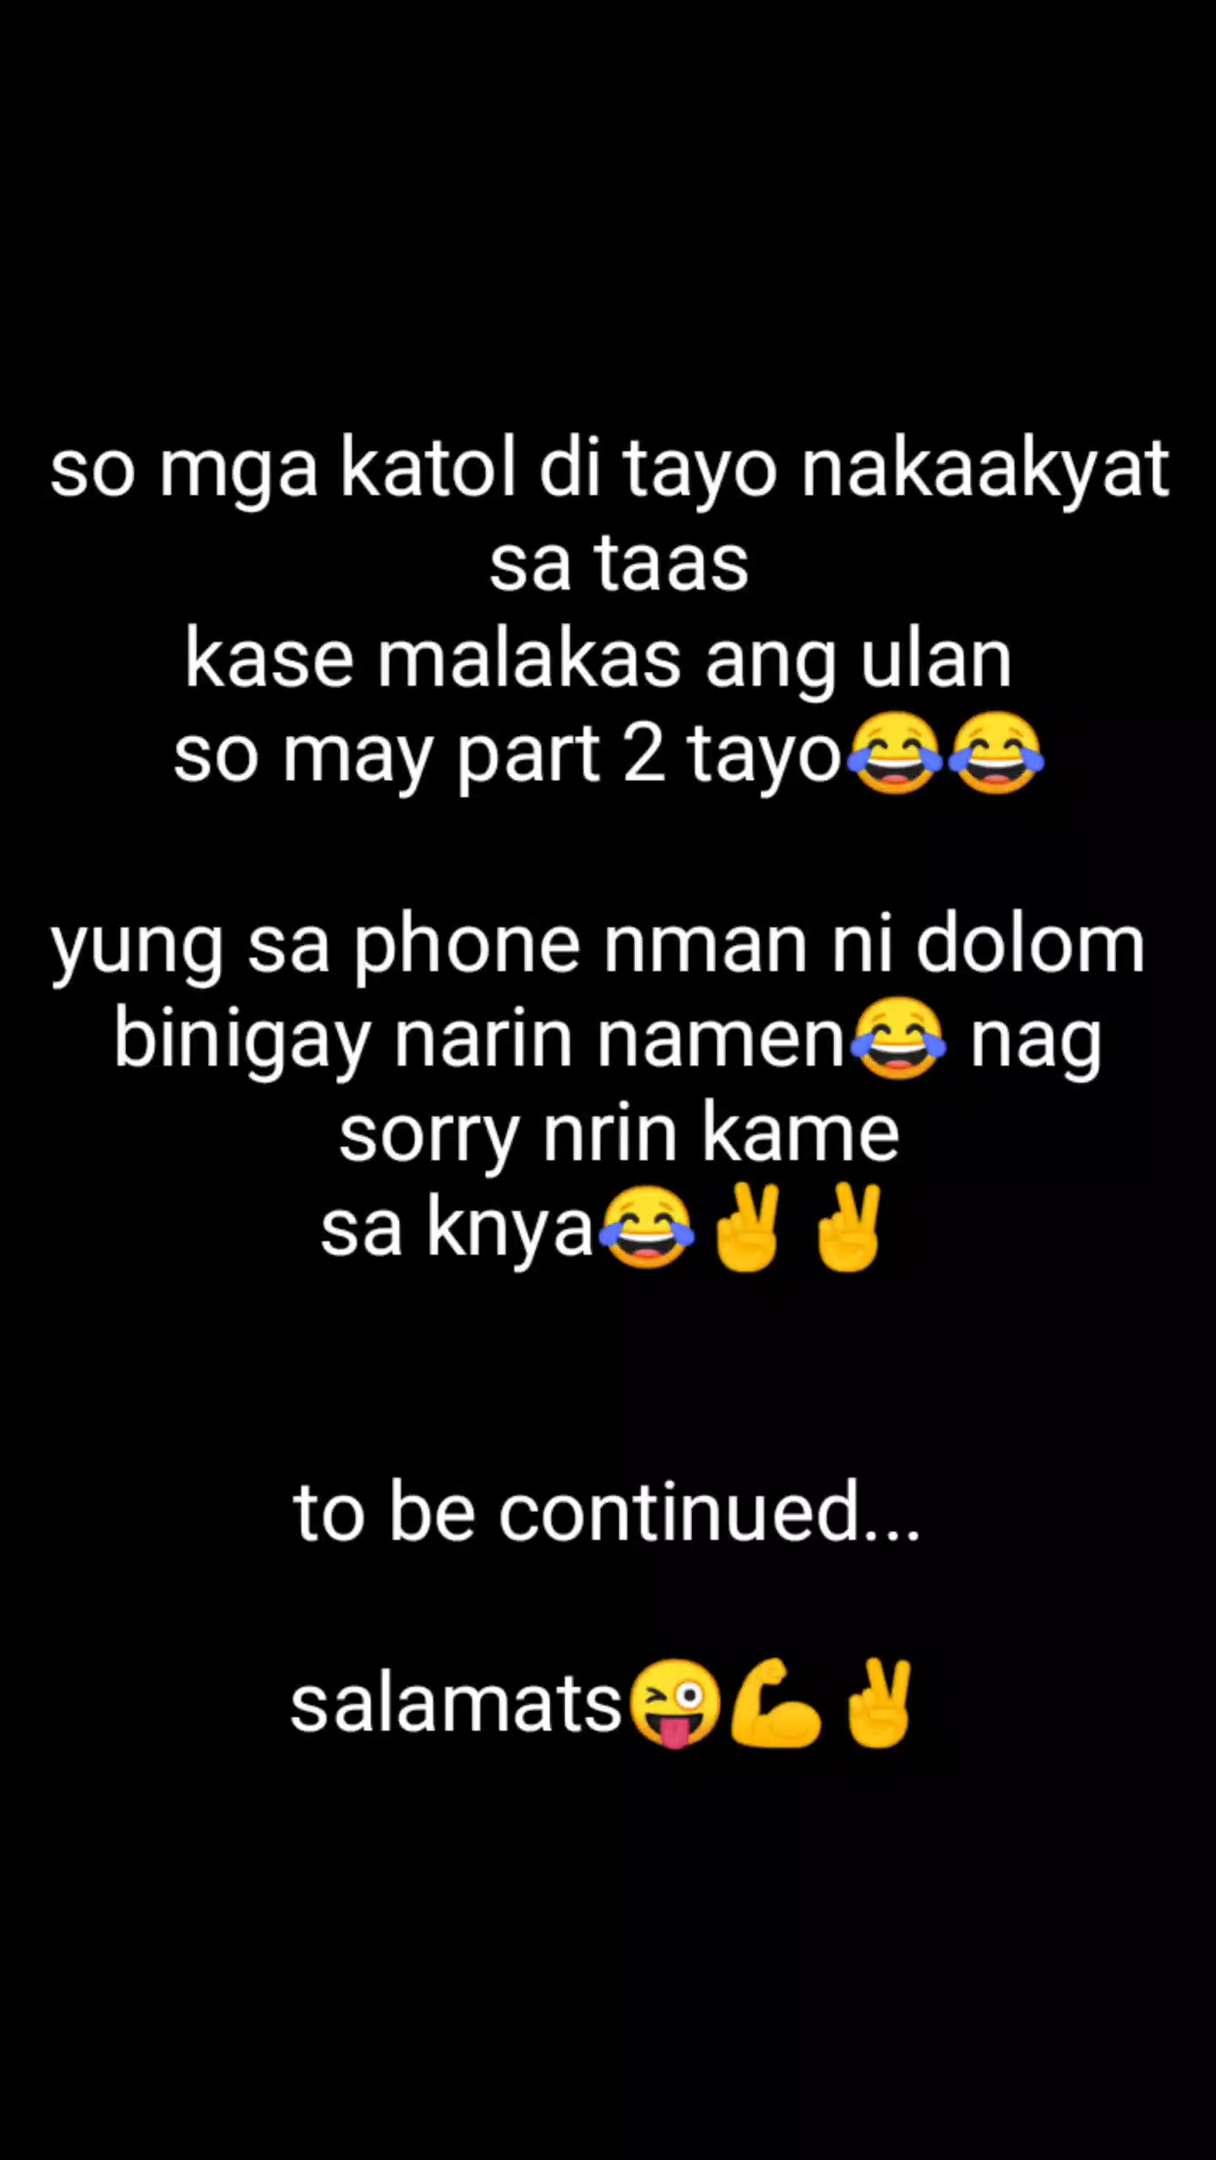 so mga katol di tayo nakaakyat
sa taas
kase malakas ang ulan
so may part 2 tayo😂😂
yung sa phone nman ni dolom
binigay narin namen😂 nag
sorry nrin kame
sa knya😂✌✌
to be continued...
salamats😜💪✌